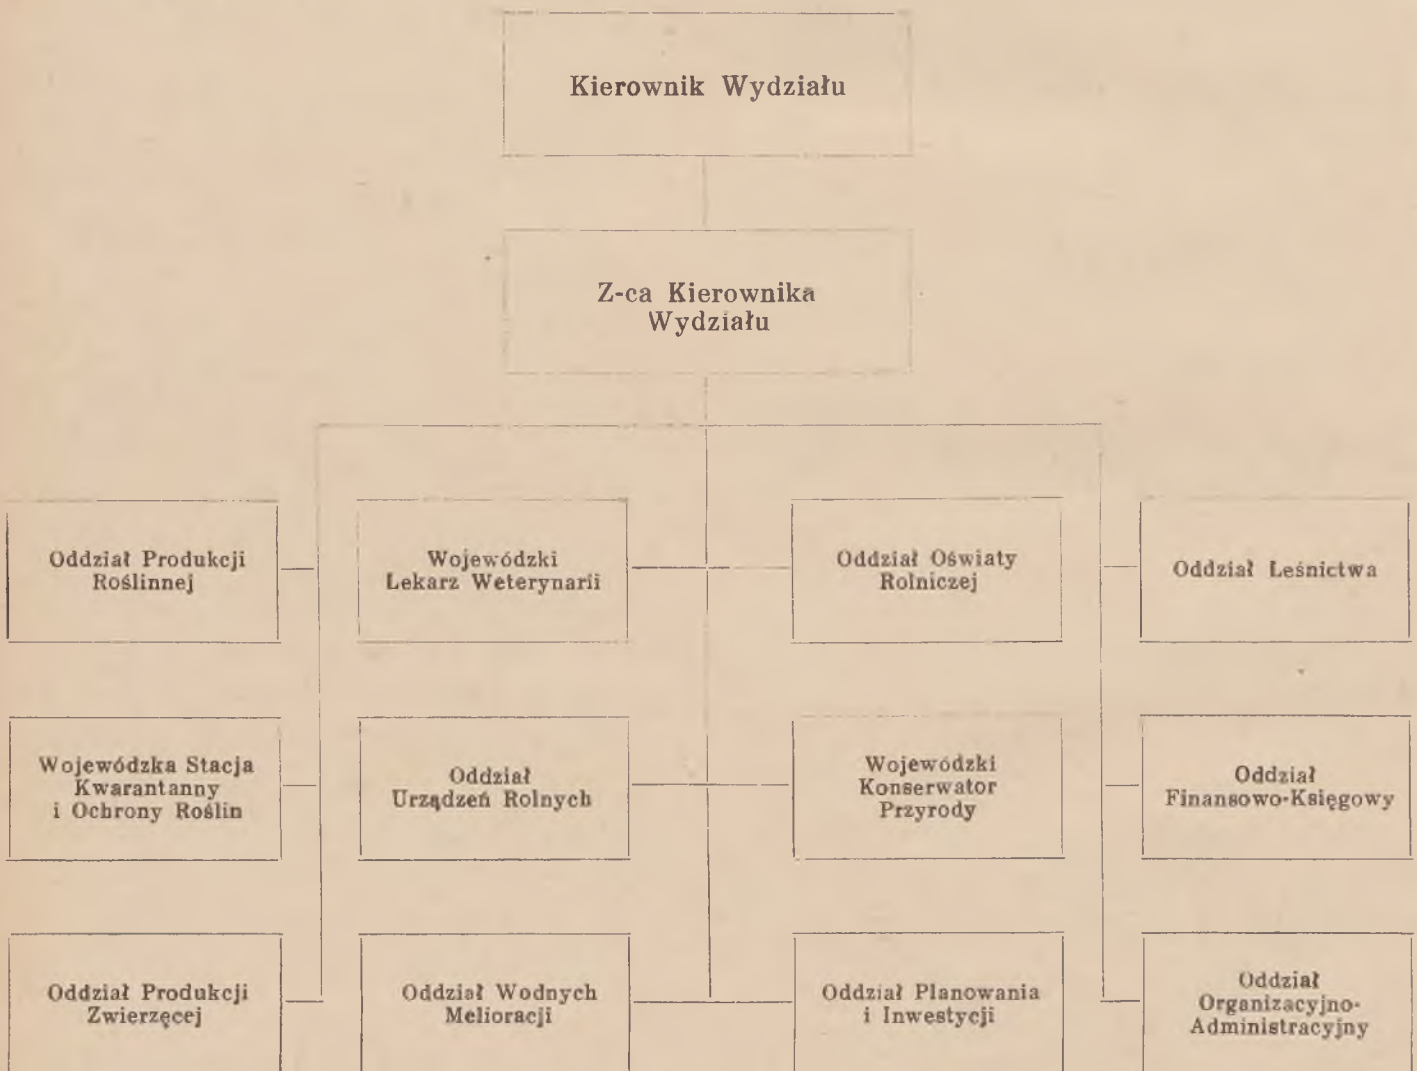 Kierownik Wydziału
Z-ca Kierownika
Wydziału
Oddział Produkcji
Roślinnej
Wojewódzki
Lekarz Weterynarii
Oddział Oświaty
Rolniczej
Oddział Leśnictwa
Wojewódzka Stacja
Kwarantanny
i Ochrony Roślin
Oddział
Urządzeń Rolnych
Wojewódzki
Konserwator
Przyrody
Oddział
Finansowo-Księgowy
Oddział Produkcji
Zwierzęcej
Oddział Wodnych
Melioracji
Oddział Planowania
i Inwestycji
Oddział
Organizacyjno-
Administracyjny